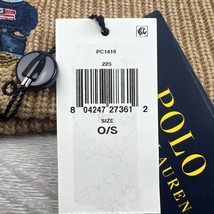 PC1419
225
8 04247 27361 2
SIZE
O/S
POLO
LAUREN